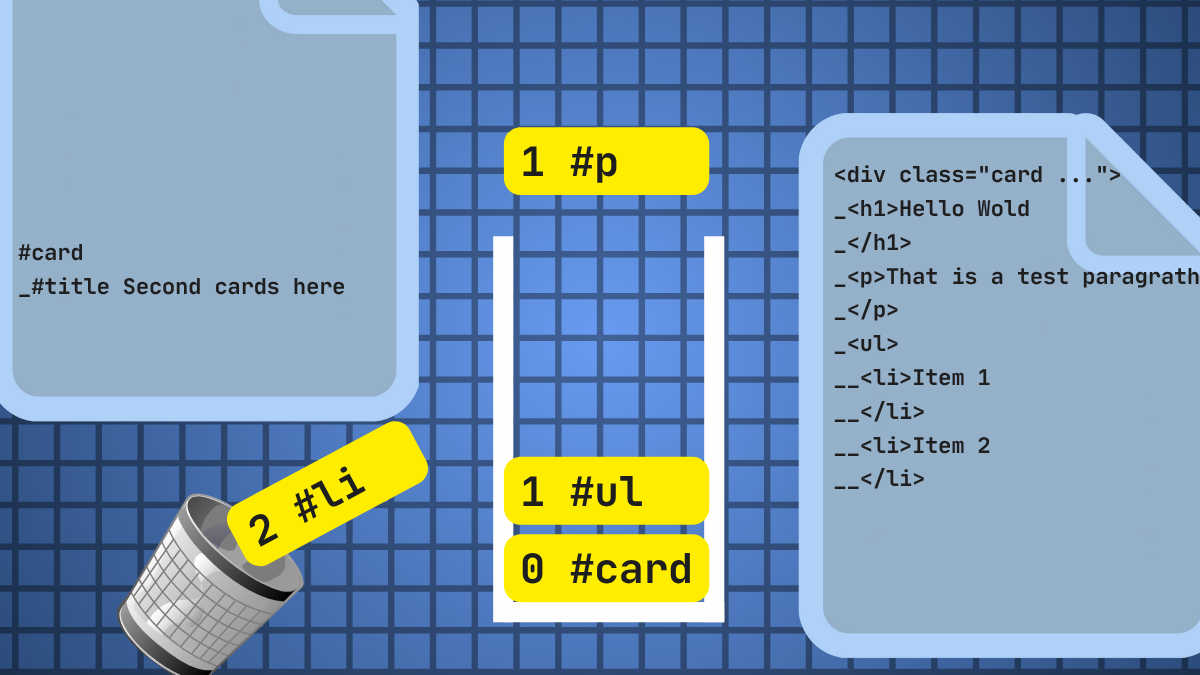 #card
_#title Second cards here
2 #li
1 #p
1 #ul
0 #card
<div class="card ...">
_<h1>Hello Wold
_</h1>
_<p>That is a test paragrath
_</p>
_<ul>
__<li>Item 1
__</li>
__<li>Item 2
__</li>